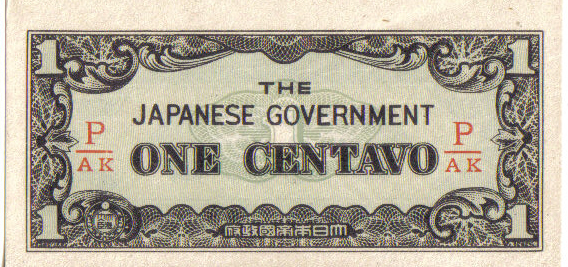 1 1
THE
JAPANESE GOVERNMENT
P ONE CENTAVO P
AK AK
1 府政國帝本日大 1